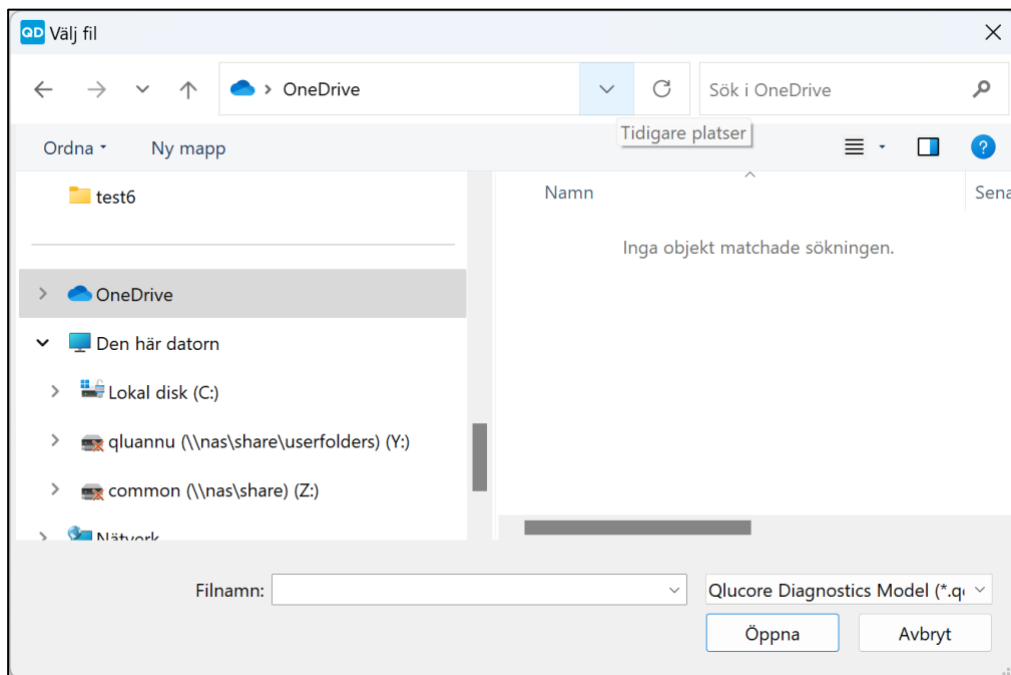 QD Välj fil
OneDrive
Sök i OneDrive
Tidigare platser
Ordna
Ny mapp
test6
Namn
Inga objekt matchade sökningen.
OneDrive
Den här datorn
Lokal disk (C:)
qluannu (\\nas\share\userfolders) (Y:)
common (\\nas\share) (Z:)
Nätverk
Filnamn:
Qlucore Diagnostics Model (*.q
Öppna
Avbryt